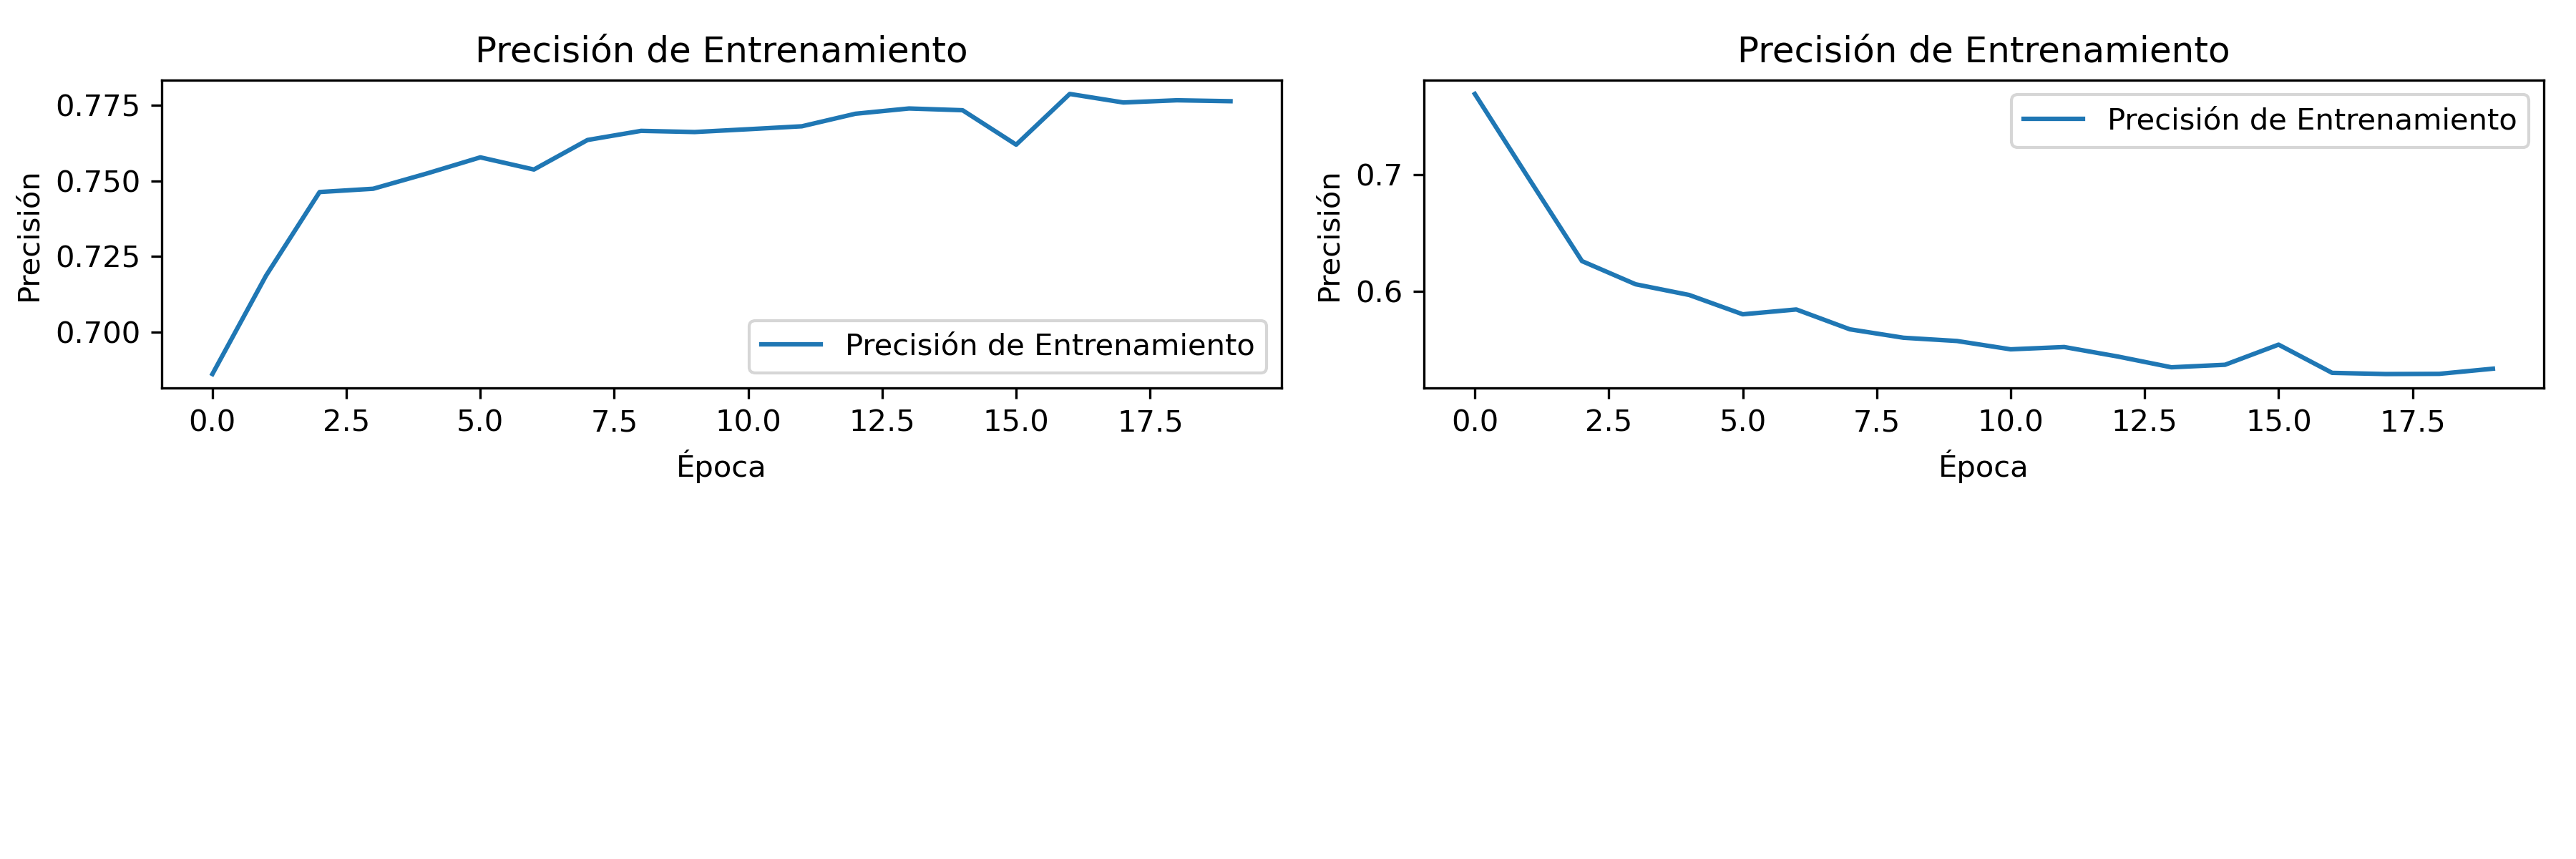 Precisión de Entrenamiento
0.775
0.750
0.725
0.700
Precisión
Precisión de Entrenamiento
0.0 2.5 5.0 7.5 10.0 12.5 15.0 17.5
Época
Precisión de Entrenamiento
0.7
0.6
Precisión
Precisión de Entrenamiento
0.0 2.5 5.0 7.5 10.0 12.5 15.0 17.5
Época